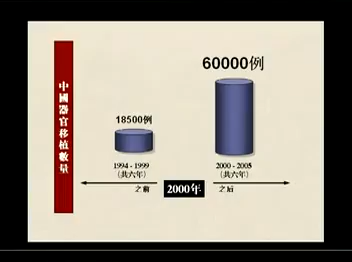 中國器官移植數量
60000例
18500例
1994 - 1999
(共六年)
2000 - 2005
(共六年)
之前
2000年
之后